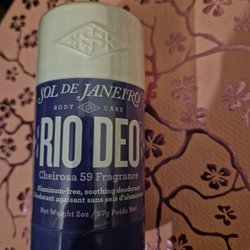 SOL DE JANEIRO
BODY CARE
RIO DEO
Cheirosa 59 Fragrance
Aluminum-free, soothing deodorant
Déodorant apaisant sans sels d'aluminium
Net Weight 2oz / 57g Poids Net